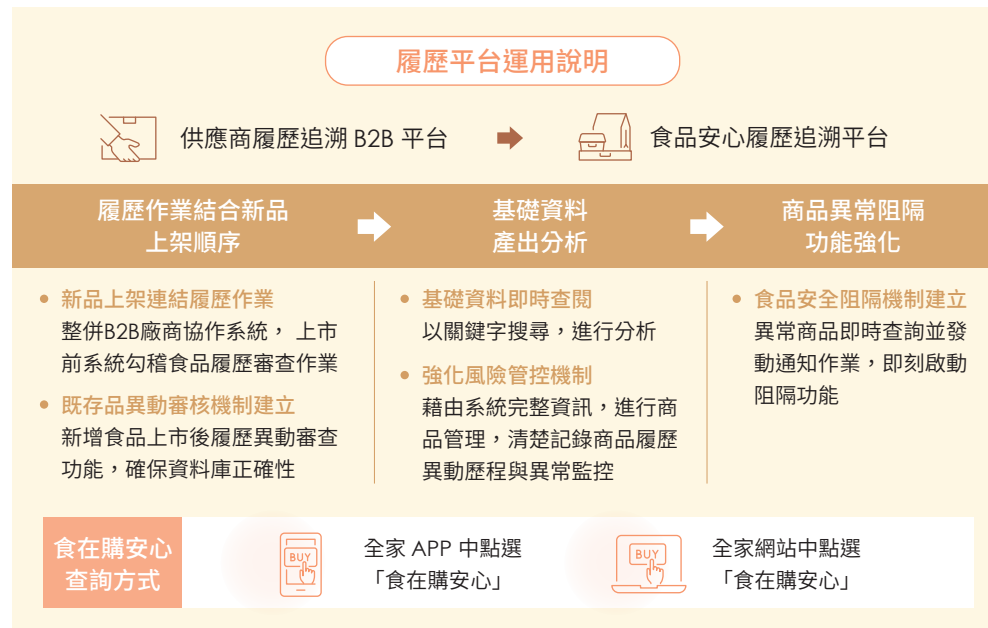 履歷平台運用說明
供應商履歷追溯 B2B 平台
食品安心履歷追溯平台
履歷作業結合新品
上架順序
基礎資料
產出分析
商品異常阻隔
功能強化
• 新品上架連結履歷作業
整併B2B廠商協作系統， 上市
前系統勾稽食品履歷審查作業
• 既存品異動審核機制建立
新增食品上市後履歷異動審查
功能，確保資料庫正確性
• 基礎資料即時查閱
以關鍵字搜尋，進行分析
• 強化風險管控機制
藉由系統完整資訊，進行商
品管理，清楚記錄商品履歷
異動歷程與異常監控
• 食品安全阻隔機制建立
異常商品即時查詢並發
動通知作業，即刻啟動
阻隔功能
食在購安心
查詢方式
BUY
全家 APP 中點選
「食在購安心」
BUY
全家網站中點選
「食在購安心」